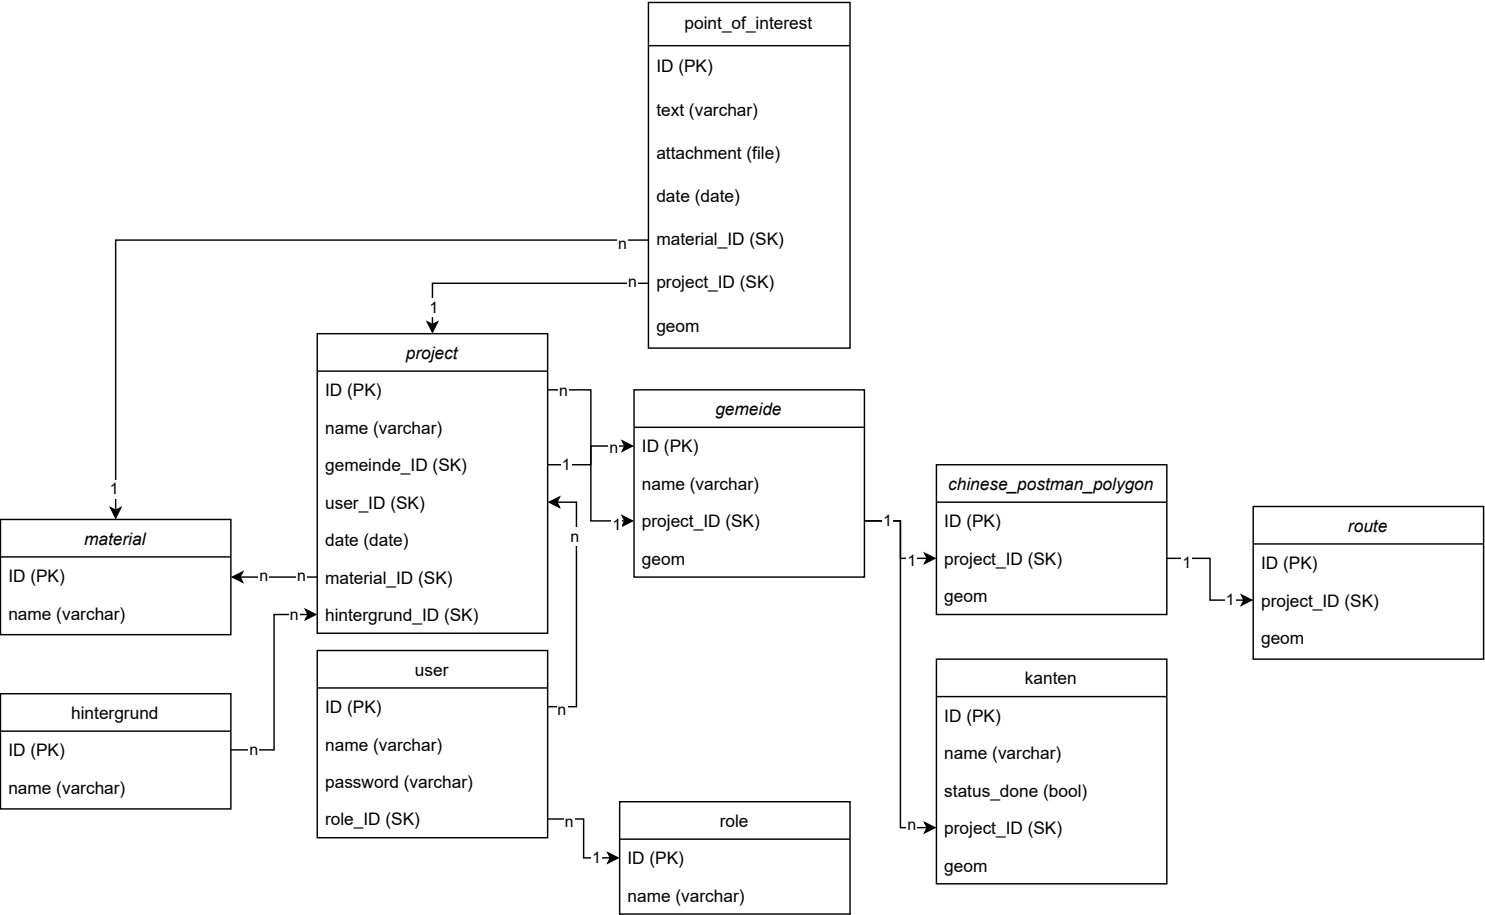 point_of_interest
ID (PK)
text (varchar)
attachment (file)
date (date)
n
material_ID (SK)
n
project_ID (SK)
1
geom
project
ID (PK)
name (varchar)
gemeinde_ID (SK)
user_ID (SK)
date (date)
material_ID (SK)
hintergrund_ID (SK)
n
1
n
1
gemeide
ID (PK)
name (varchar)
project_ID (SK)
geom
1
1
n
chinese_postman_polygon
ID (PK)
project_ID (SK)
geom
1
1
route
ID (PK)
project_ID (SK)
geom
1
material
ID (PK)
name (varchar)
n
n
n
n
hintergrund
ID (PK)
name (varchar)
n
n
user
ID (PK)
name (varchar)
password (varchar)
role_ID (SK)
n
1
role
ID (PK)
name (varchar)
kanten
ID (PK)
name (varchar)
status_done (bool)
project_ID (SK)
geom